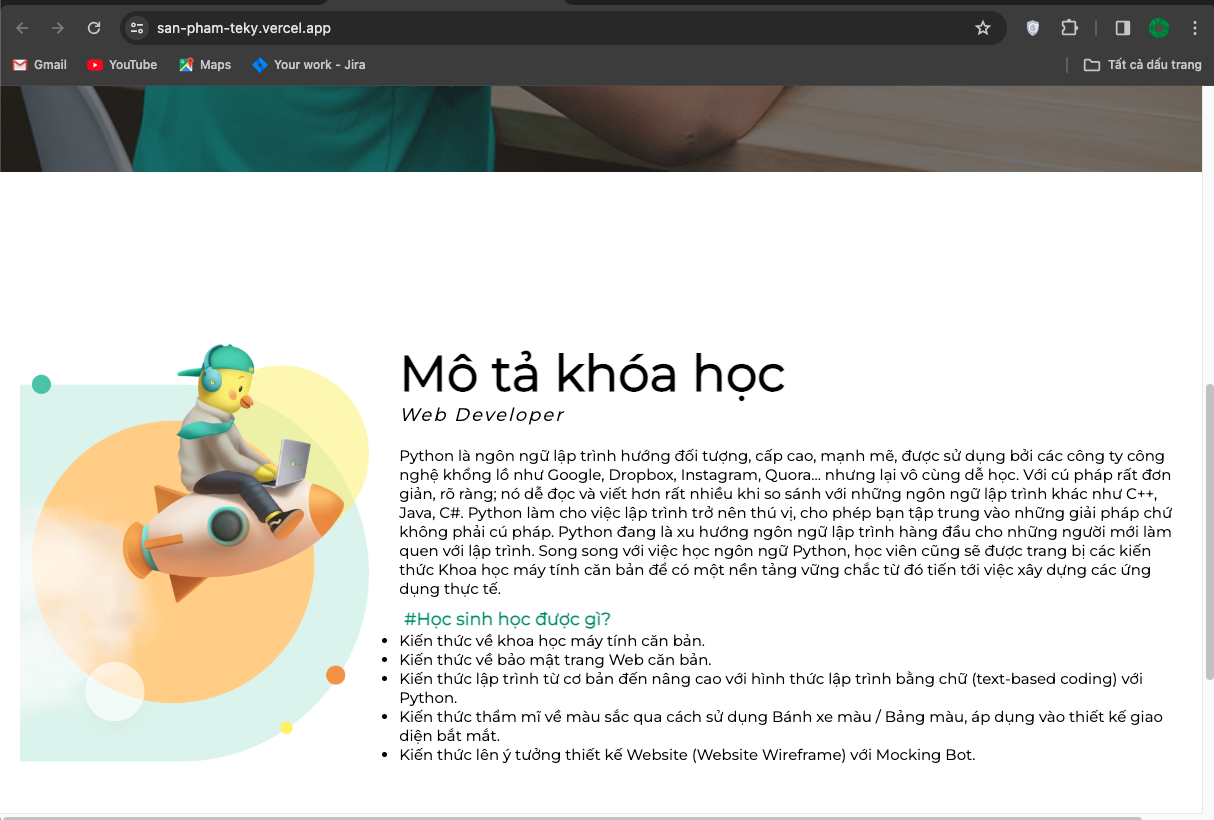 san-pham-teky.vercel.app
Gmail YouTube Maps Your work - Jira Tất cả dấu trang
Mô tả khóa học
Web Developer
Python là ngôn ngữ lập trình hướng đối tượng, cấp cao, mạnh mẽ, được sử dụng bởi các công ty công
nghệ khổng lồ như Google, Dropbox, Instagram, Quora... nhưng lại vô cùng dễ học. Với cú pháp rất đơn
giản, rõ ràng; nó dễ đọc và viết hơn rất nhiều khi so sánh với những ngôn ngữ lập trình khác như C++,
Java, C#. Python làm cho việc lập trình trở nên thú vị, cho phép bạn tập trung vào những giải pháp chứ
không phải cú pháp. Python đang là xu hướng ngôn ngữ lập trình hàng đầu cho những người mới làm
quen với lập trình. Song song với việc học ngôn ngữ Python, học viên cũng sẽ được trang bị các kiến
thức Khoa học máy tính căn bản để có một nền tảng vững chắc từ đó tiến tới việc xây dựng các ứng
dụng thực tế.
#Học sinh học được gì?
• Kiến thức về khoa học máy tính căn bản.
• Kiến thức về bảo mật trang Web căn bản.
• Kiến thức lập trình từ cơ bản đến nâng cao với hình thức lập trình bằng chữ (text-based coding) với
Python.
• Kiến thức thẩm mĩ về màu sắc qua cách sử dụng Bánh xe màu / Bảng màu, áp dụng vào thiết kế giao
diện bắt mắt.
• Kiến thức lên ý tưởng thiết kế Website (Website Wireframe) với Mocking Bot.